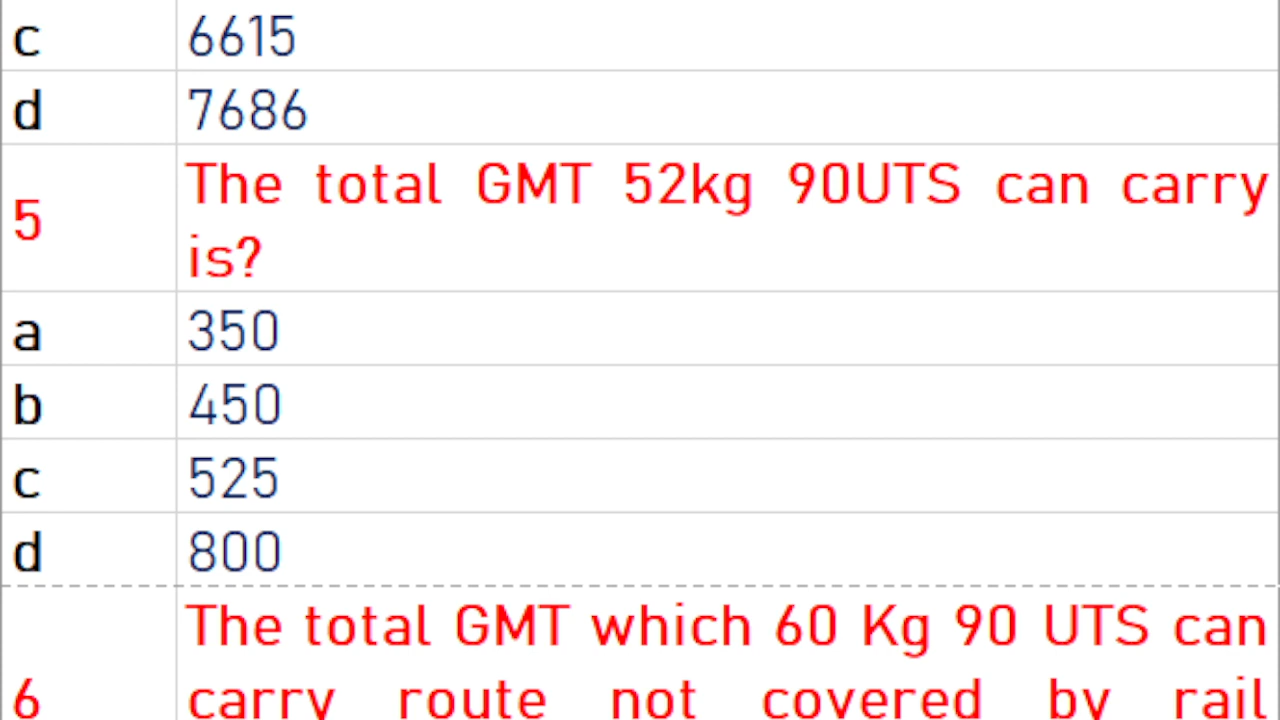 c 6615
d 7686
5 The total GMT 52kg 90UTS can carry
is?
a 350
b 450
c 525
d 800
The total GMT which 60 Kg 90 UTS can
6 carry route not covered by rail